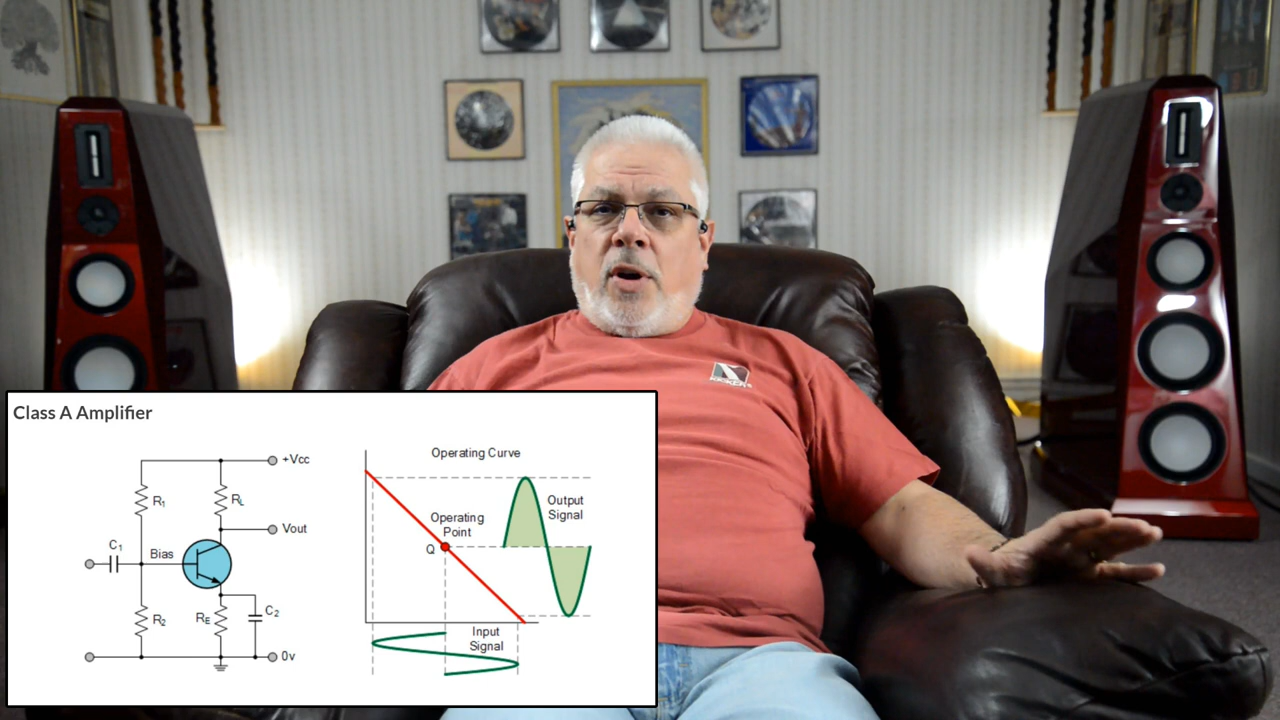 Class A Amplifier
+Vcc
R1
RL
Vout
C1
Bias
R2
RE
C2
0v
Operating Curve
Output
Signal
Operating
Point
Q
Input
Signal